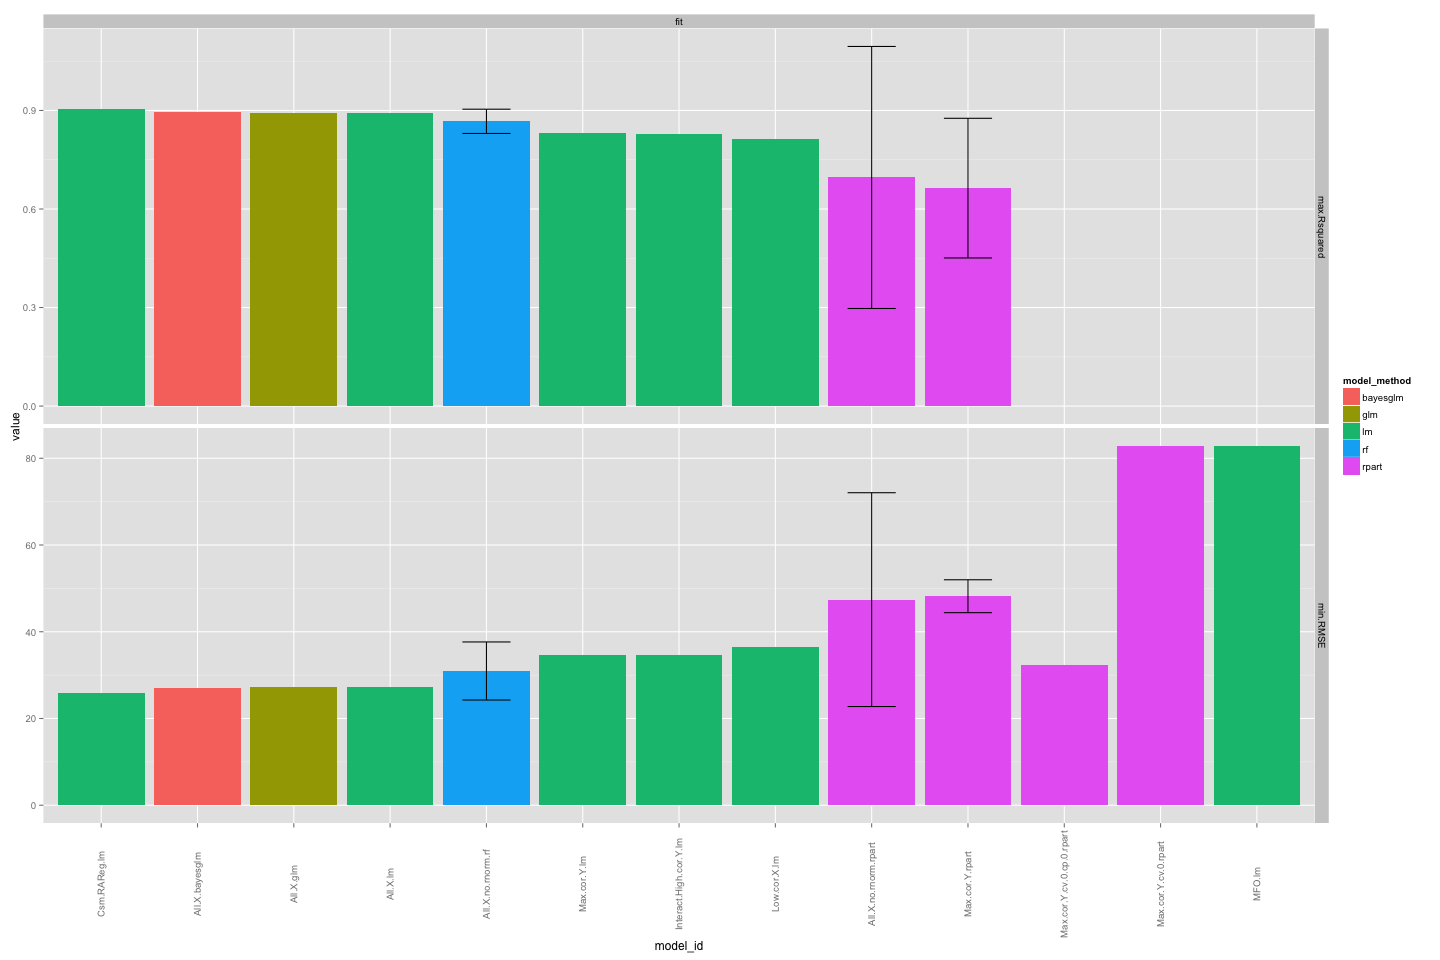 fit
0.9
0.6
0.3
0.0
max.Rsquared
value
80
60
40
20
0
min.RMSE
Csm.RAReg.lm
All.X.bayesglm
All.X.glm
All.X.lm
All.X.no.rnorm.rf
Max.cor.Y.lm
Interact.High.cor.Y.lm
Low.cor.X.lm
All.X.no.rnorm.rpart
Max.cor.Y.rpart
Max.cor.Y.cv.0.cp.0.rpart
Max.cor.Y.cv.0.rpart
MFO.lm
model_id
model_method
bayesglm
glm
lm
rf
rpart